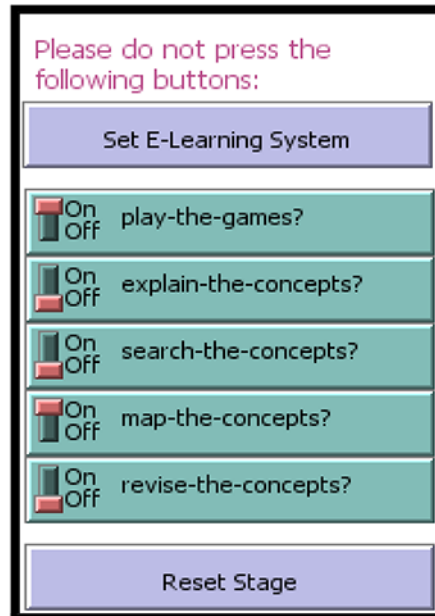 Please do not press the
following buttons:
Set E-Learning System
On
Off
play-the-games?
On
Off
explain-the-concepts?
On
Off
search-the-concepts?
On
Off
map-the-concepts?
On
Off
revise-the-concepts?
Reset Stage